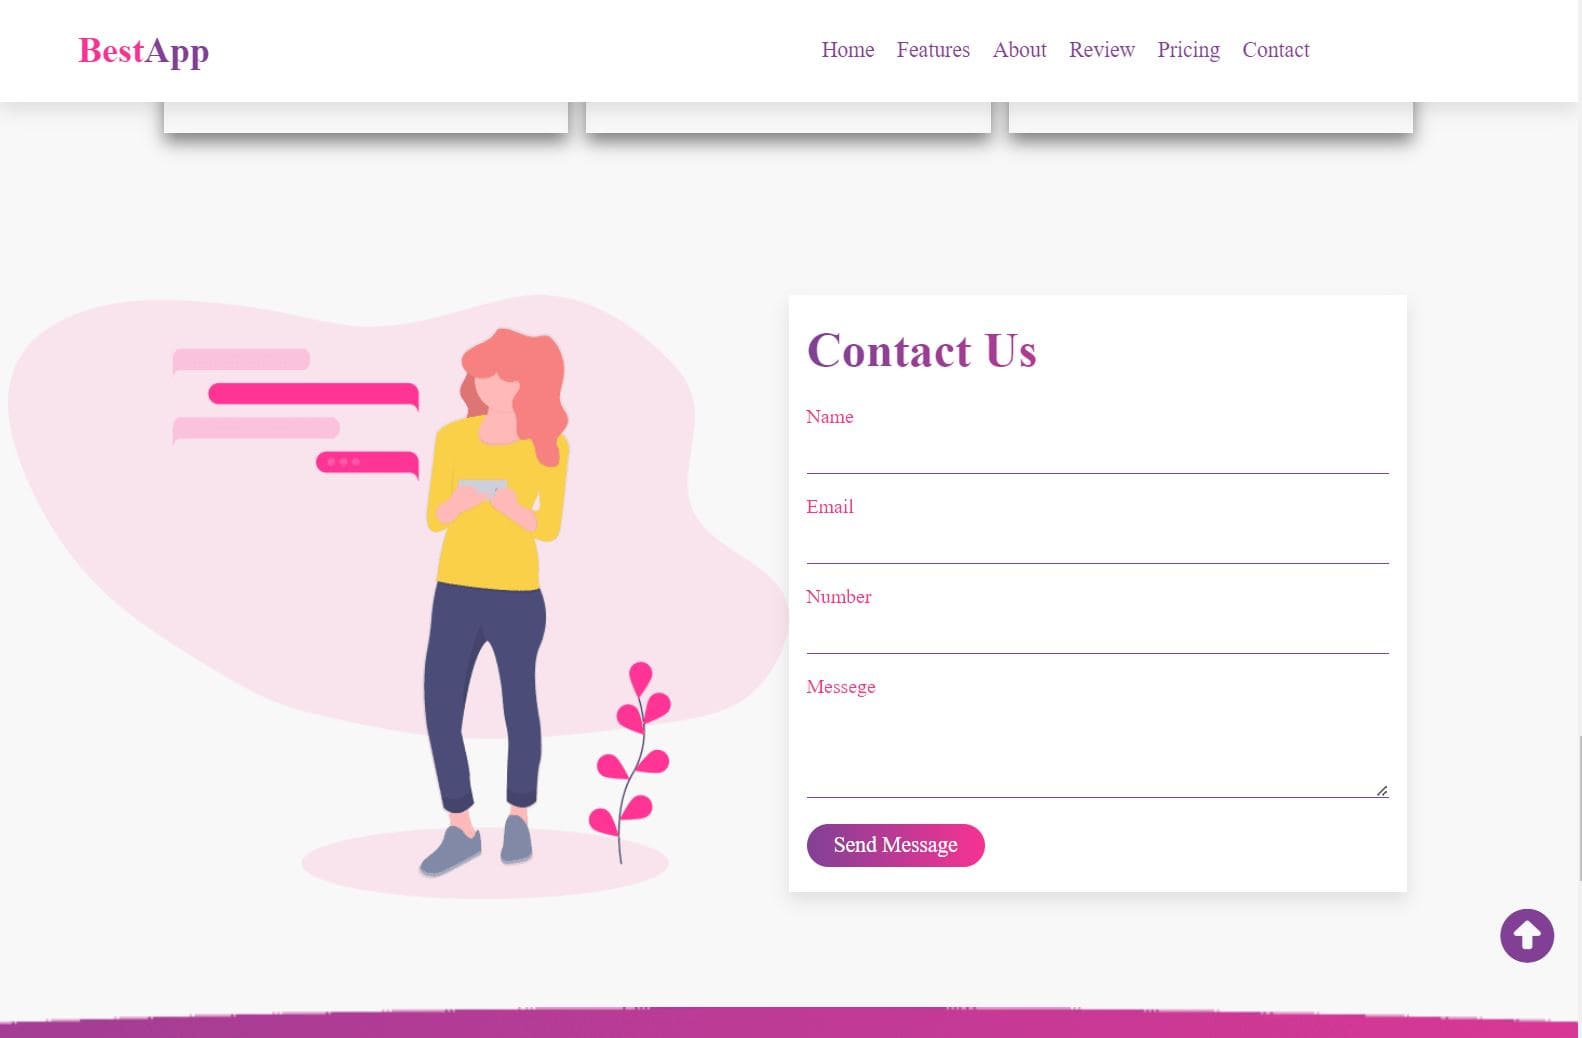 BestApp
Home Features About Review Pricing Contact
Contact Us
Name
Email
Number
Messege
Send Message